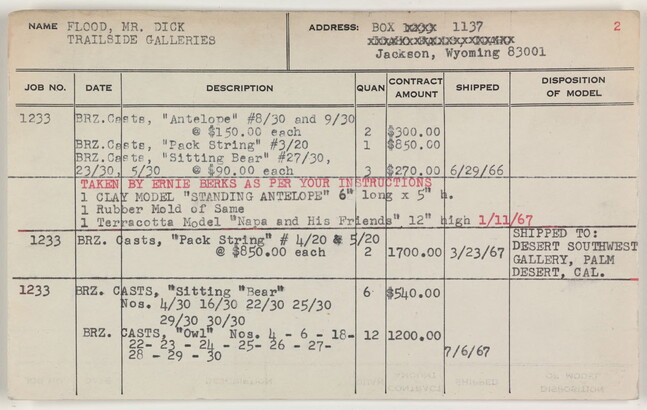 NAME FLOOD, MR. DICK
TRAILSIDE GALLERIES
ADDRESS: BOX 1137
Jackson, Wyoming 83001
2
JOB NO. DATE DESCRIPTION QUAN CONTRACT AMOUNT SHIPPED DISPOSITION OF MODEL
1233 BRZ.Casts, "Antelope" #8/30 and 9/30
@ $150.00 each 2 $300.00
BRZ.Casts, "Pack String" #3/20 1 $850.00
BRZ.Casts, "Sitting Bear" #27/30,
23/30, 5/30 @ $90.00 each 3 $270.00 6/29/66
TAKEN BY ERNIE BERKS AS PER YOUR INSTRUCTIONS
1 CLAY MODEL "STANDING ANTELOPE" 6" long x 5" h.
1 Rubber Mold of Same
1 Terracotta Model "Napa and His Friends" 12" high 1/11/67
1233 BRZ. Casts, "Pack String" # 4/20 & 5/20
@ $850.00 each 2 1700.00 3/23/67
SHIPPED TO:
DESERT SOUTHWEST
GALLERY, PALM
DESERT, CAL.
1233 BRZ. CASTS, "Sitting "Bear" 6 $540.00
Nos. 4/30 16/30 22/30 25/30
29/30 30/30
BRZ. CASTS, "Owl" Nos. 4 - 6 - 18- 12 1200.00
22- 23 - 24 - 25- 26 - 27-
28 - 29 - 30 7/6/67